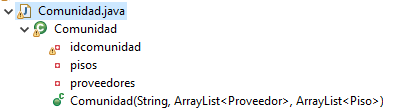 Comunidad.java
Comunidad
idcomunidad
pisos
proveedores
Comunidad(String, ArrayList<Proveedor>, ArrayList<Piso>)